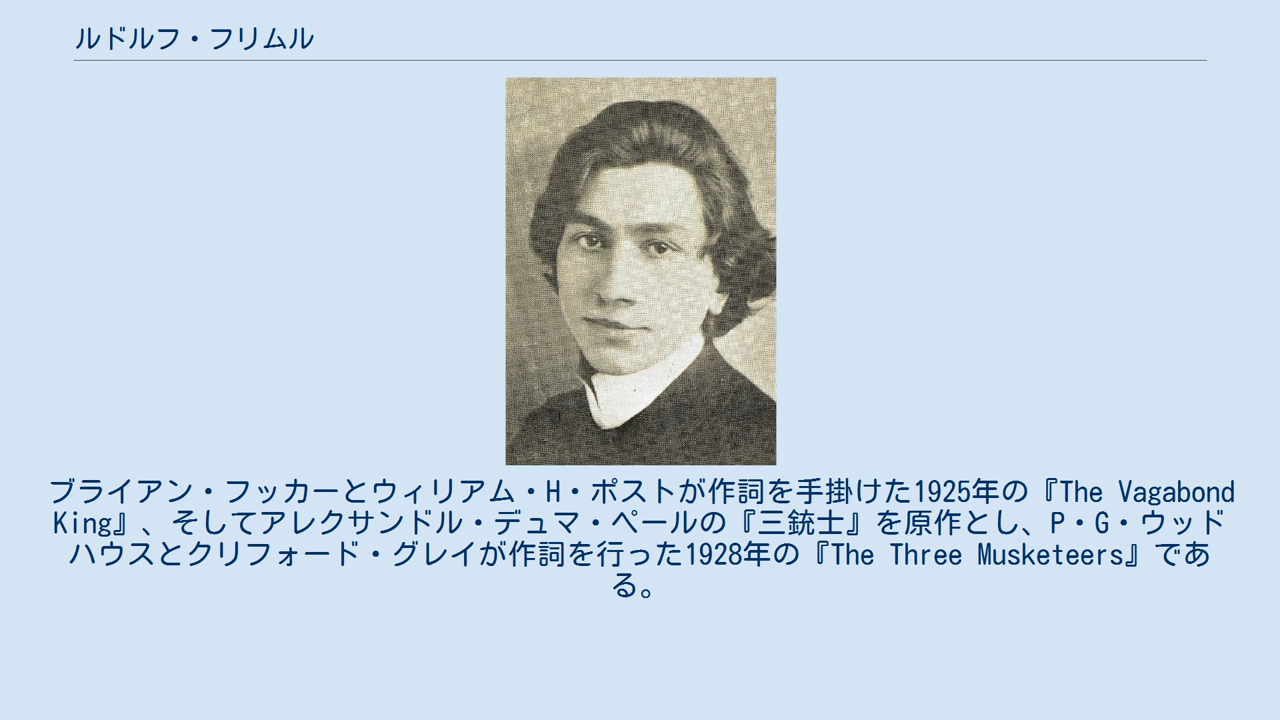 ルドルフ・フリムル
ブライアン・フッカーとウィリアム・H・ポストが作詞を手掛けた1925年の『The Vagabond
King』、そしてアレクサンドル・デュマ・ペールの『三銃士』を原作とし、P・G・ウッド
ハウスとクリフォード・グレイが作詞を行った1928年の『The Three Musketeers』であ
る。